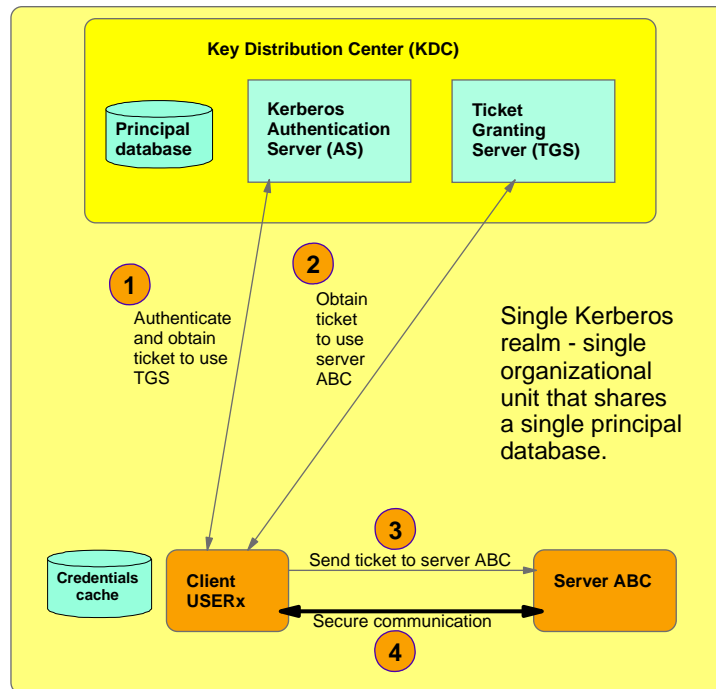 Key Distribution Center (KDC)
Principal
database
Kerberos
Authentication
Server (AS)
Ticket
Granting
Server (TGS)
1
Authenticate
and obtain
ticket to use
TGS
2
Obtain
ticket
to use
server
ABC
Single Kerberos
realm - single
organizational
unit that shares
a single principal
database.
Credentials
cache
Client
USERx
3
Send ticket to server ABC
Secure communication
4
Server ABC